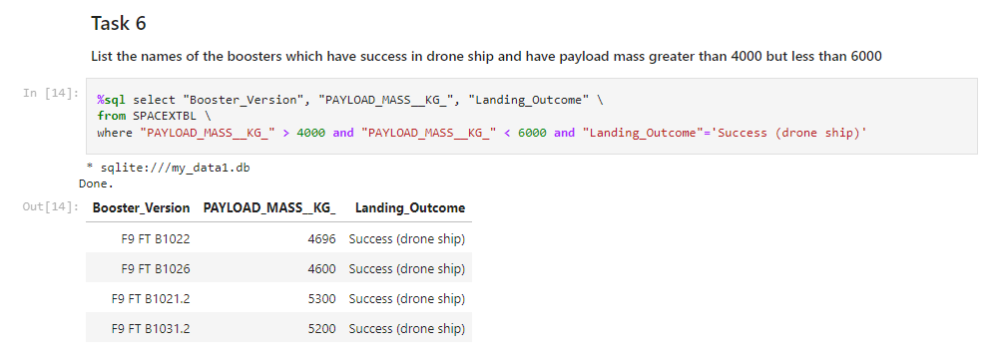 Task 6
List the names of the boosters which have success in drone ship and have payload mass greater than 4000 but less than 6000
In [14]: %sql select "Booster_Version", "PAYLOAD_MASS__KG_", "Landing_Outcome" \
from SPACEXTBL \
where "PAYLOAD_MASS__KG_" > 4000 and "PAYLOAD_MASS__KG_" < 6000 and "Landing_Outcome"='Success (drone ship)'
* sqlite:///my_data1.db
Done.
Out[14]: Booster_Version PAYLOAD_MASS__KG_ Landing_Outcome
F9 FT B1022 4696 Success (drone ship)
F9 FT B1026 4600 Success (drone ship)
F9 FT B1021.2 5300 Success (drone ship)
F9 FT B1031.2 5200 Success (drone ship)